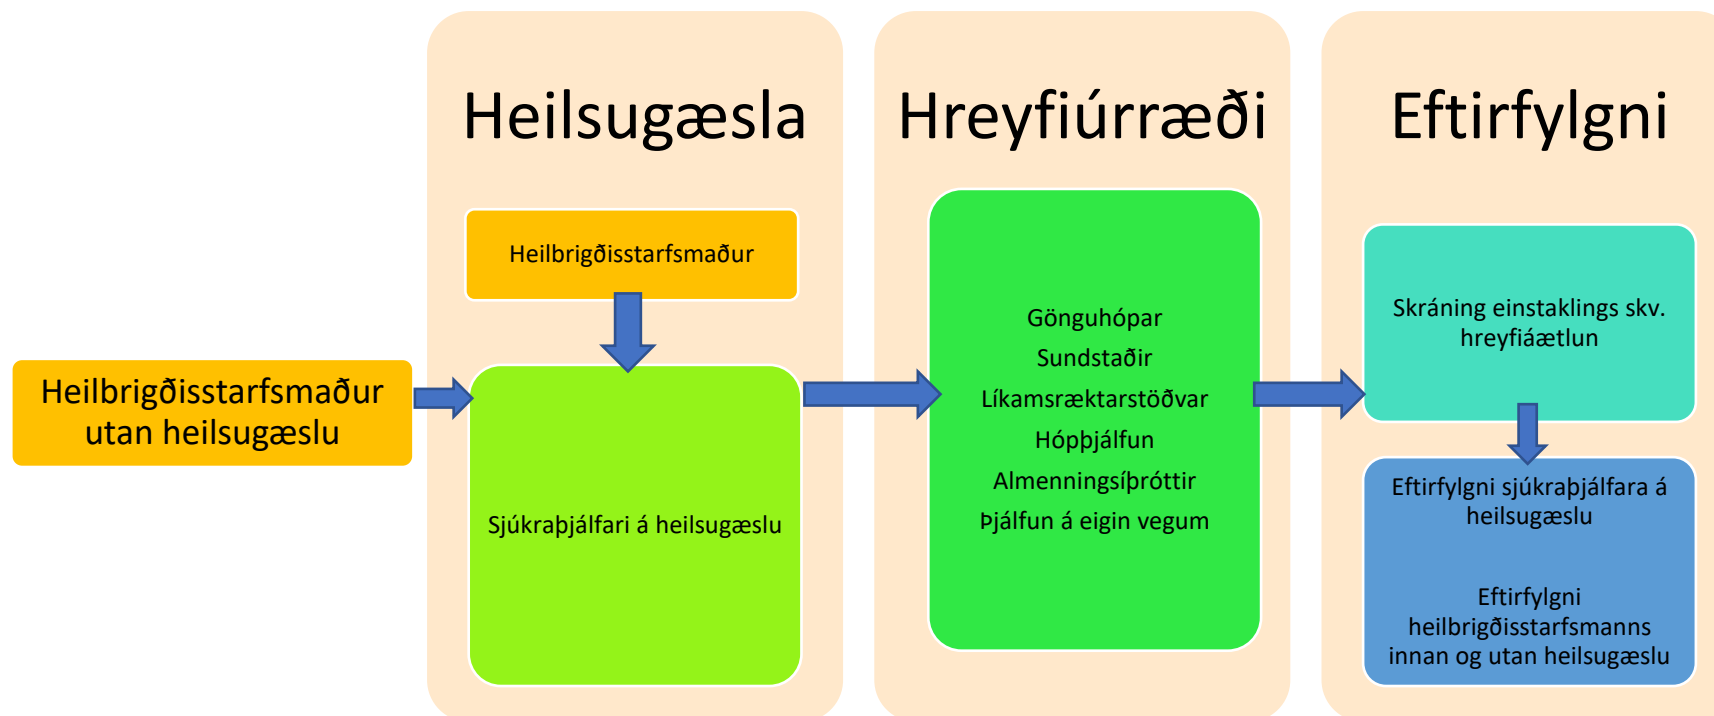 Heilbrigðisstarfsmaður
utan heilsugæslu
Heilsugæsla
Heilbrigðisstarfsmaður
Sjúkraþjálfari á heilsugæslu
Hreyfiúrræði
Gönguhópar
Sundstaðir
Líkamsræktarstöðvar
Hópþjálfun
Almenningsíþróttir
Þjálfun á eigin vegum
Eftirfylgni
Skráning einstaklings skv.
hreyfiáætlun
Eftirfylgni sjúkraþjálfara á
heilsugæslu
Eftirfylgni
heilbrigðisstarfsmanns
innan og utan heilsugæslu